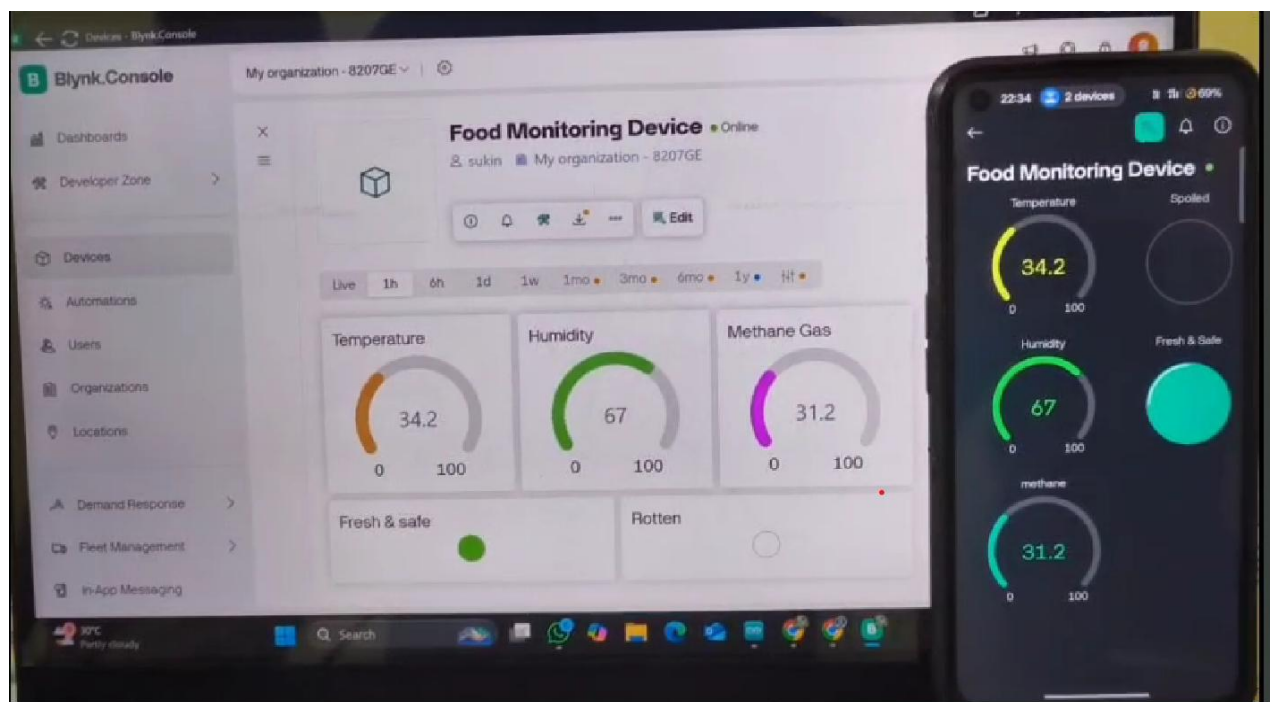 Devices - Blynk.Console
B Blynk.Console
My organization - 8207GE
Dashboards
Developer Zone
Devices
Automations
Users
Organizations
Locations
Demand Response
Fleet Management
In-App Messaging
Food Monitoring Device Online
sukin My organization - 8207GE
Edit
Live 1h 6h 1d 1w 1mo 3mo 6mo 1y
Temperature
34.2
0 100
Humidity
67
0 100
Methane Gas
31.2
0 100
Fresh & safe
Rotten
30°C
Partly cloudy
Search
22:34 2 devices 69%
Food Monitoring Device
Temperature
34.2
0 100
Spoiled
Humidity
67
0 100
Fresh & Safe
methane
31.2
0 100